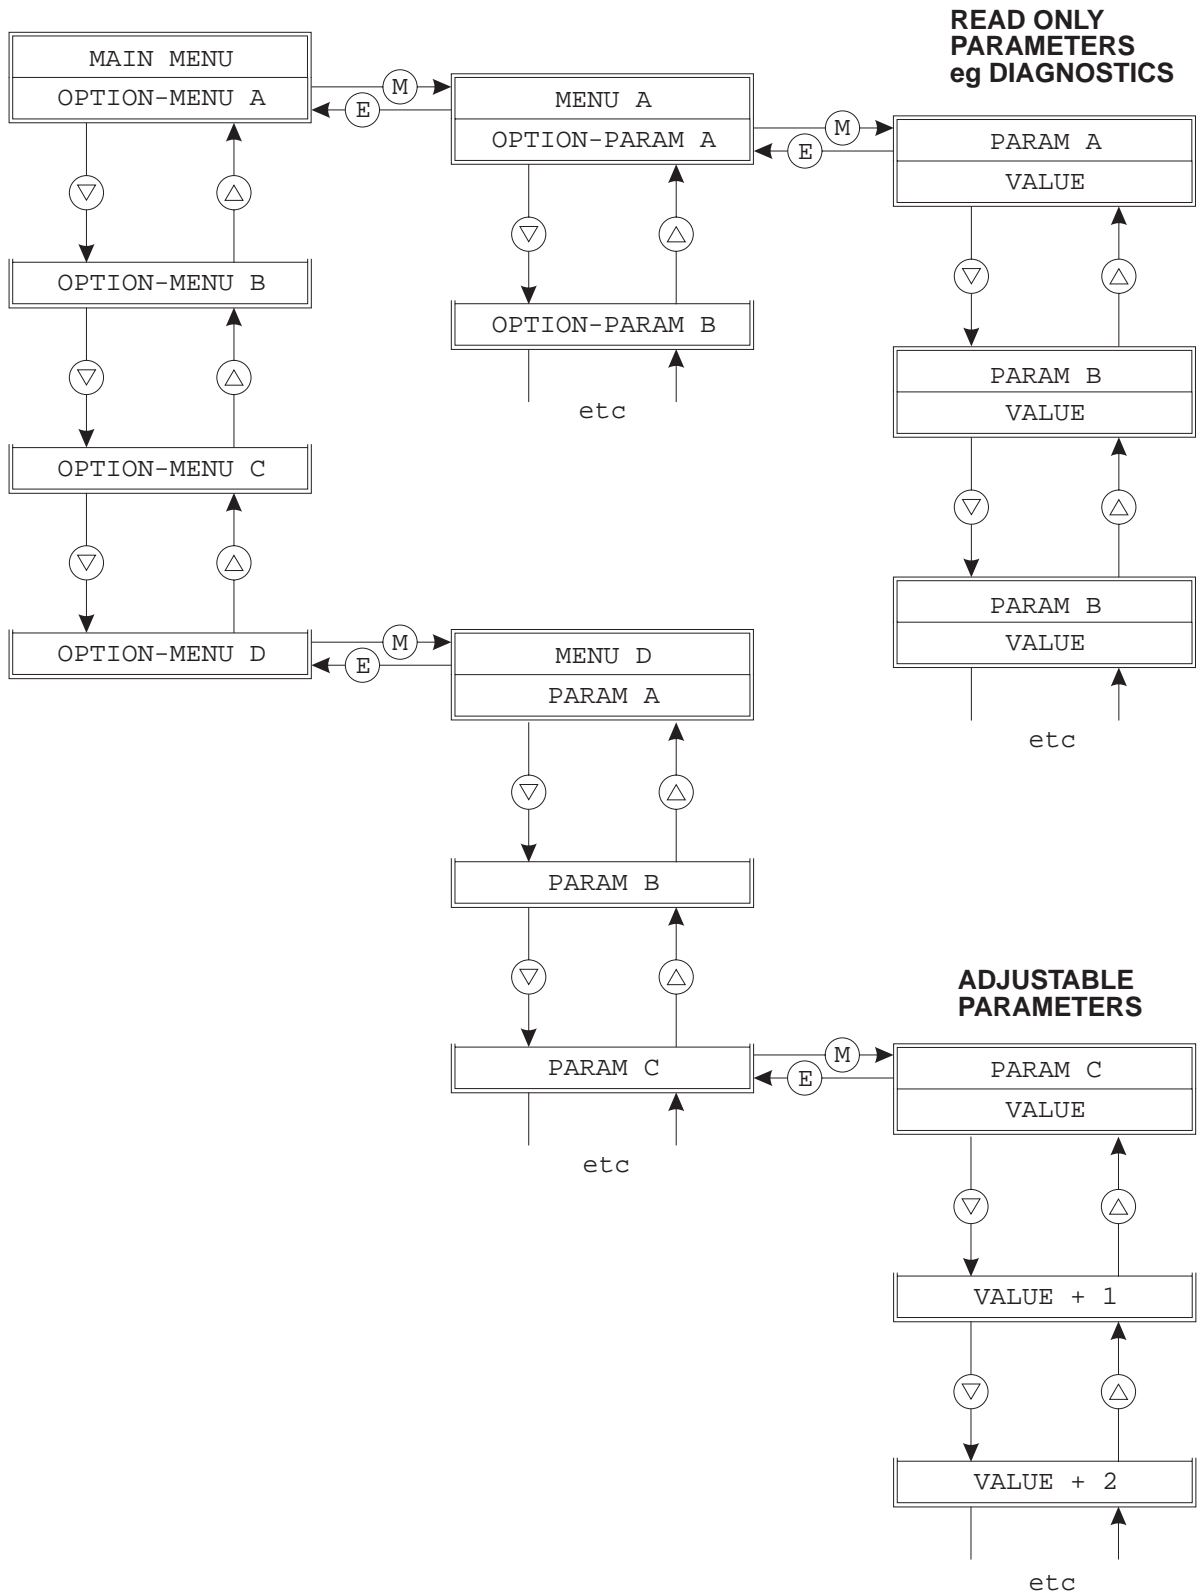 READ ONLY
PARAMETERS
eg DIAGNOSTICS
MAIN MENU
OPTION-MENU A
M
E
MENU A
OPTION-PARAM A
M
E
PARAM A
VALUE
OPTION-MENU B
OPTION-PARAM B
etc
PARAM B
VALUE
OPTION-MENU C
PARAM B
VALUE
etc
OPTION-MENU D
M
E
MENU D
PARAM A
PARAM B
PARAM C
etc
M
E
ADJUSTABLE
PARAMETERS
PARAM C
VALUE
VALUE + 1
VALUE + 2
etc